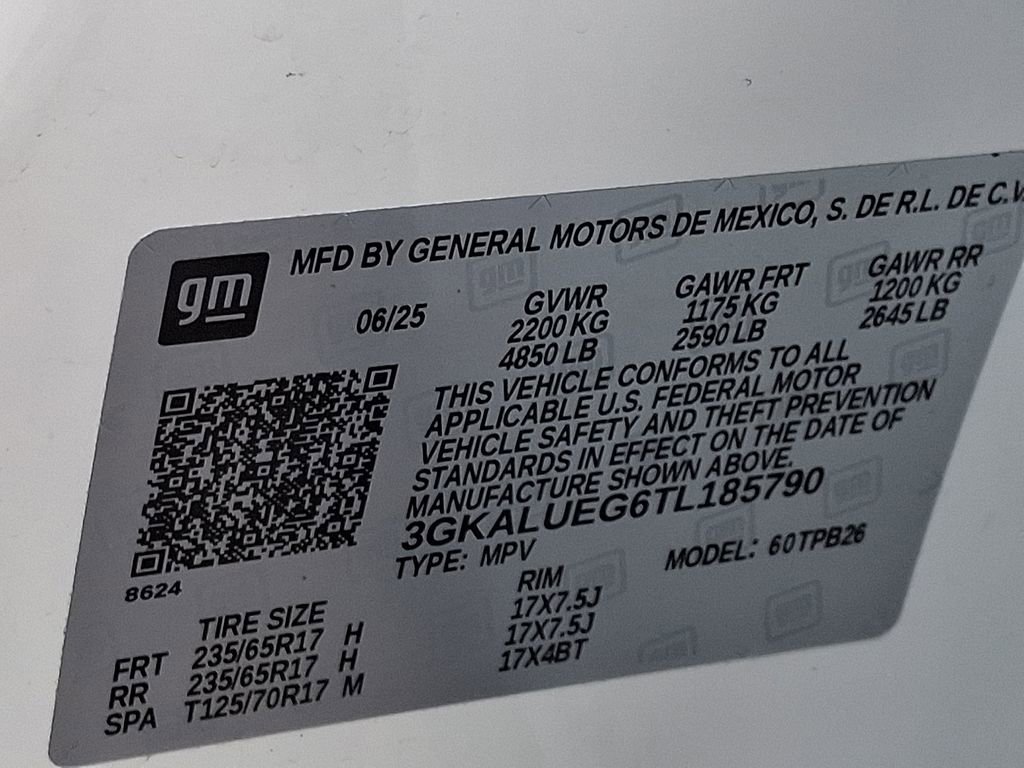 gm
MFD BY GENERAL MOTORS DE MEXICO, S. DE R.L. DE C.V.
06/25 GVWR GAWR FRT GAWR RR
2200 KG 1175 KG 1200 KG
4850 LB 2590 LB 2645 LB
THIS VEHICLE CONFORMS TO ALL
APPLICABLE U.S. FEDERAL MOTOR
VEHICLE SAFETY AND THEFT PREVENTION
STANDARDS IN EFFECT ON THE DATE OF
MANUFACTURE SHOWN ABOVE.
3GKALUEG6TL185790
TYPE: MPV MODEL: 60TPB26
8624
TIRE SIZE RIM
FRT 235/65R17 H 17X7.5J
RR 235/65R17 H 17X7.5J
SPA T125/70R17 M 17X4BT